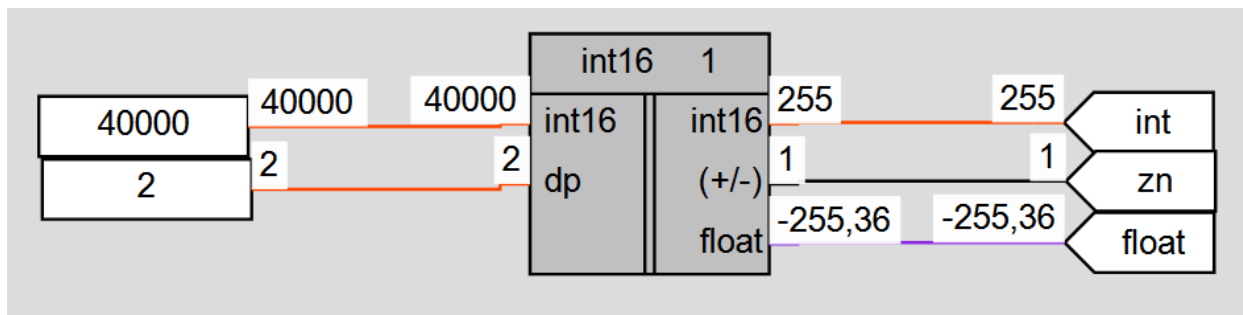 int16 1
40000 40000 40000 int16 int16 255 255 int
2 2 2 dp (+/-) 1 1 zn
float -255,36 -255,36 float